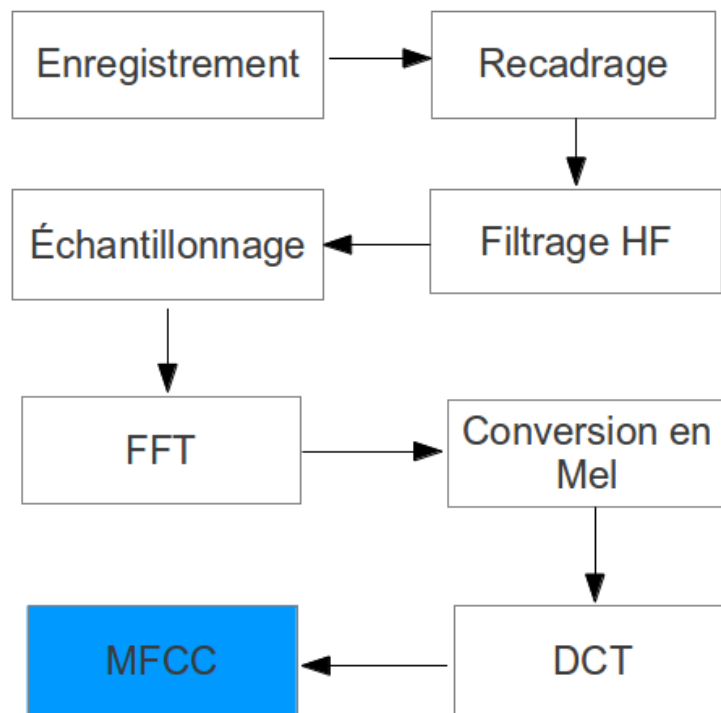 Enregistrement
Recadrage
Filtrage HF
Échantillonnage
FFT
Conversion en
Mel
DCT
MFCC